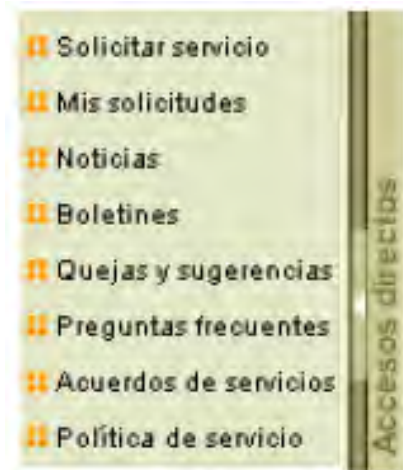 Solicitar servicio
Mis solicitudes
Noticias
Boletines
Quejas y sugerencias
Preguntas frecuentes
Acuerdos de servicios
Política de servicio
Accesos directos